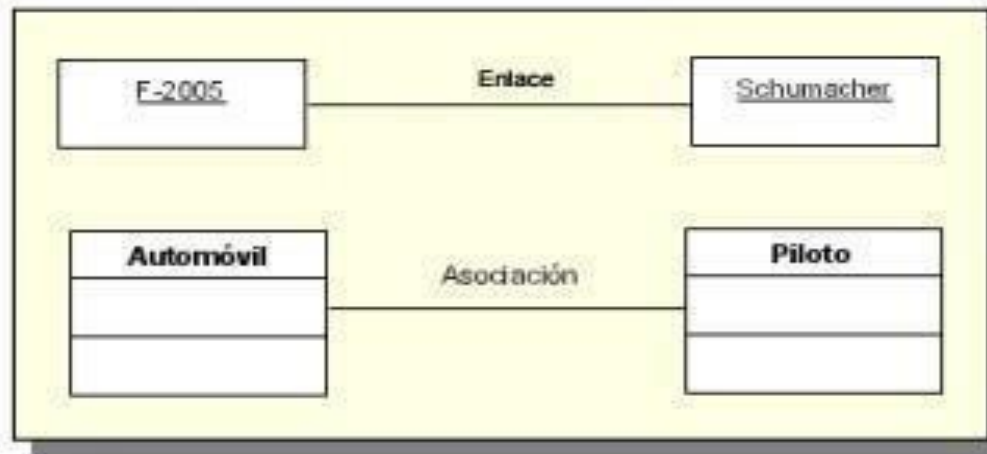 F-2005
Enlace
Schumacher
Automóvil
Asociación
Piloto